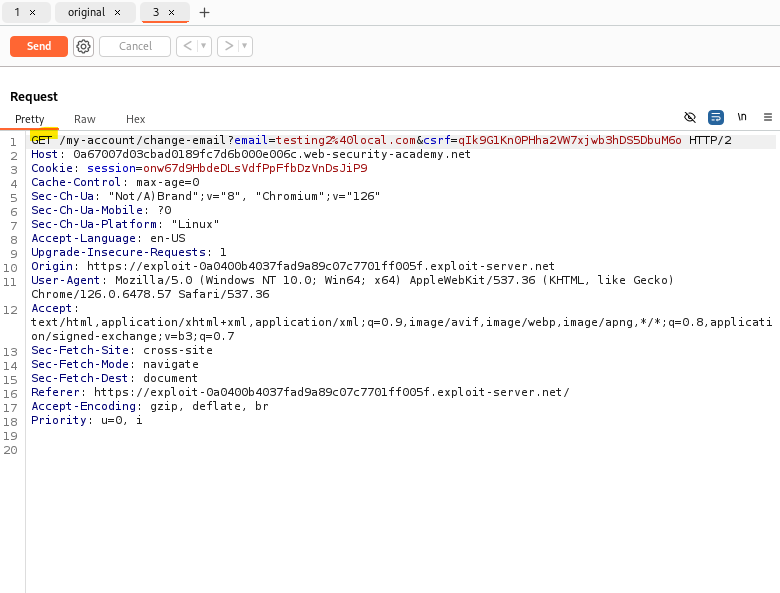 1 × original × 3 × +
Send Cancel < >
Request
Pretty Raw Hex \n
1 GET /my-account/change-email?email=testing2%40local.com&csrf=qIk9G1Kn0PHha2VW7xjwb3hDS5DbuM6o HTTP/2
2 Host: 0a67007d03cbad0189fc7d6b000e006c.web-security-academy.net
3 Cookie: session=onw67d9HbdeDLsVdfPpFfbDzVnDsJiP9
4 Cache-Control: max-age=0
5 Sec-Ch-Ua: "Not/A)Brand";v="8", "Chromium";v="126"
6 Sec-Ch-Ua-Mobile: ?0
7 Sec-Ch-Ua-Platform: "Linux"
8 Accept-Language: en-US
9 Upgrade-Insecure-Requests: 1
10 Origin: https://exploit-0a0400b4037fad9a89c07c7701ff005f.exploit-server.net
11 User-Agent: Mozilla/5.0 (Windows NT 10.0; Win64; x64) AppleWebKit/537.36 (KHTML, like Gecko)
Chrome/126.0.6478.57 Safari/537.36
12 Accept:
text/html,application/xhtml+xml,application/xml;q=0.9,image/avif,image/webp,image/apng,*/*;q=0.8,applicati
on/signed-exchange;v=b3;q=0.7
13 Sec-Fetch-Site: cross-site
14 Sec-Fetch-Mode: navigate
15 Sec-Fetch-Dest: document
16 Referer: https://exploit-0a0400b4037fad9a89c07c7701ff005f.exploit-server.net/
17 Accept-Encoding: gzip, deflate, br
18 Priority: u=0, i
19
20